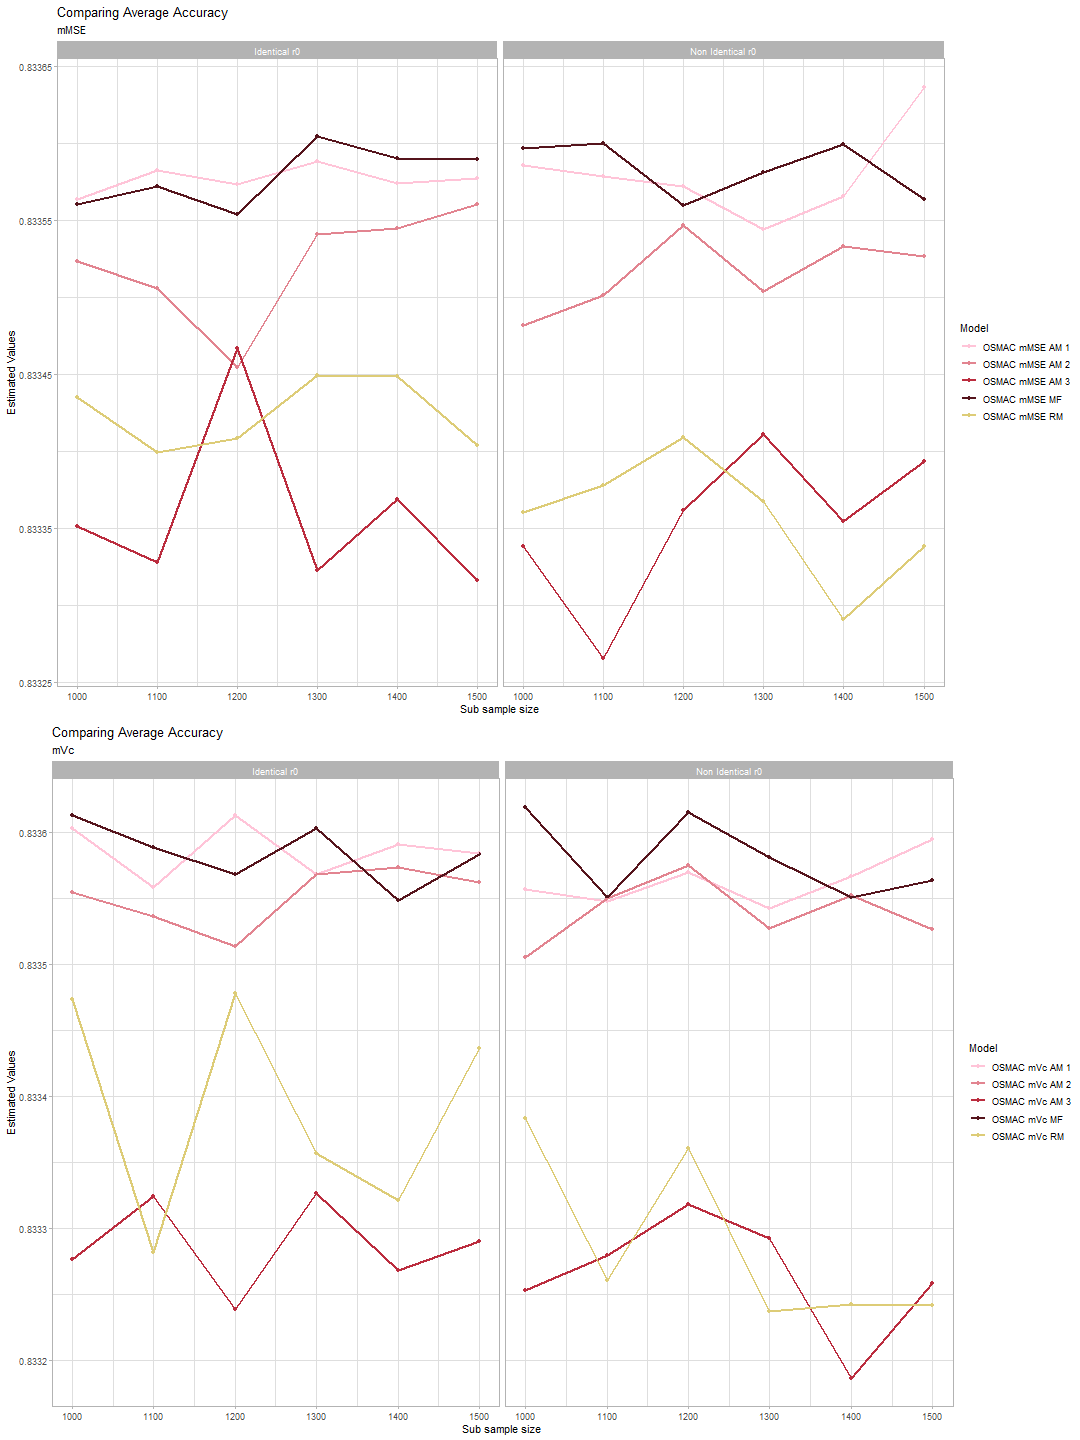 Comparing Average Accuracy
mMSE
Identical r0
Non Identical r0
0.83365
0.83355
0.83345
0.83335
0.83325
Estimated Values
1000 1100 1200 1300 1400 1500
1000 1100 1200 1300 1400 1500
Sub sample size
Model
OSMAC mMSE AM 1
OSMAC mMSE AM 2
OSMAC mMSE AM 3
OSMAC mMSE MF
OSMAC mMSE RM
Comparing Average Accuracy
mVc
Identical r0
Non Identical r0
0.8336
0.8335
0.8334
0.8333
0.8332
Estimated Values
1000 1100 1200 1300 1400 1500
1000 1100 1200 1300 1400 1500
Sub sample size
Model
OSMAC mVc AM 1
OSMAC mVc AM 2
OSMAC mVc AM 3
OSMAC mVc MF
OSMAC mVc RM